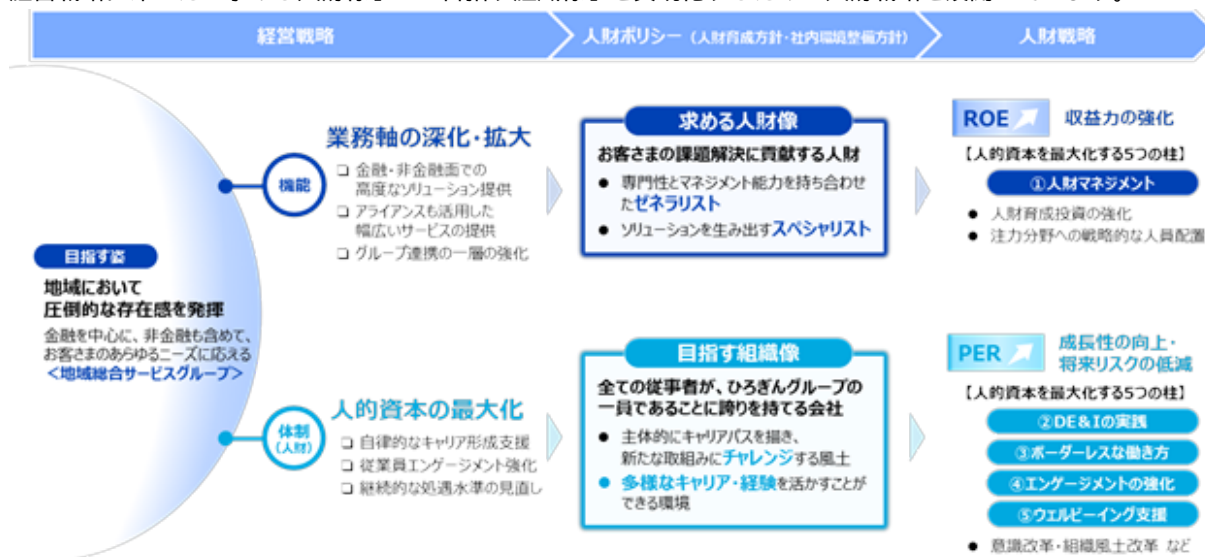 経営戦略
人財ポリシー（人財育成方針・社内環境整備方針）
人財戦略
目指す姿
地域において
圧倒的な存在感を発揮
金融を中心に、非金融も含めて、
お客さまのあらゆるニーズに応える
＜地域総合サービスグループ＞
機能
業務軸の深化・拡大
❑ 金融・非金融面での
高度なソリューション提供
❑ アライアンスも活用した
幅広いサービスの提供
❑ グループ連携の一層の強化
体制
（人財）
人的資本の最大化
❑ 自律的なキャリア形成支援
❑ 従業員エンゲージメント強化
❑ 継続的な処遇水準の見直し
求める人財像
お客さまの課題解決に貢献する人財
● 専門性とマネジメント能力を持ち合わせ
たゼネラリスト
● ソリューションを生み出すスペシャリスト
目指す組織像
全ての従事者が、ひろぎんグループの
一員であることに誇りを持てる会社
● 主体的にキャリアパスを描き、
新たな取組みにチャレンジする風土
● 多様なキャリア・経験を活かすことが
できる環境
ROE
収益力の強化
【人的資本を最大化する5つの柱】
①人財マネジメント
● 人財育成投資の強化
● 注力分野への戦略的な人員配置
PER
成長性の向上・
将来リスクの低減
【人的資本を最大化する5つの柱】
②DE&Iの実践
③ボーダーレスな働き方
④エンゲージメントの強化
⑤ウェルビーイング支援
● 意識改革・組織風土改革 など